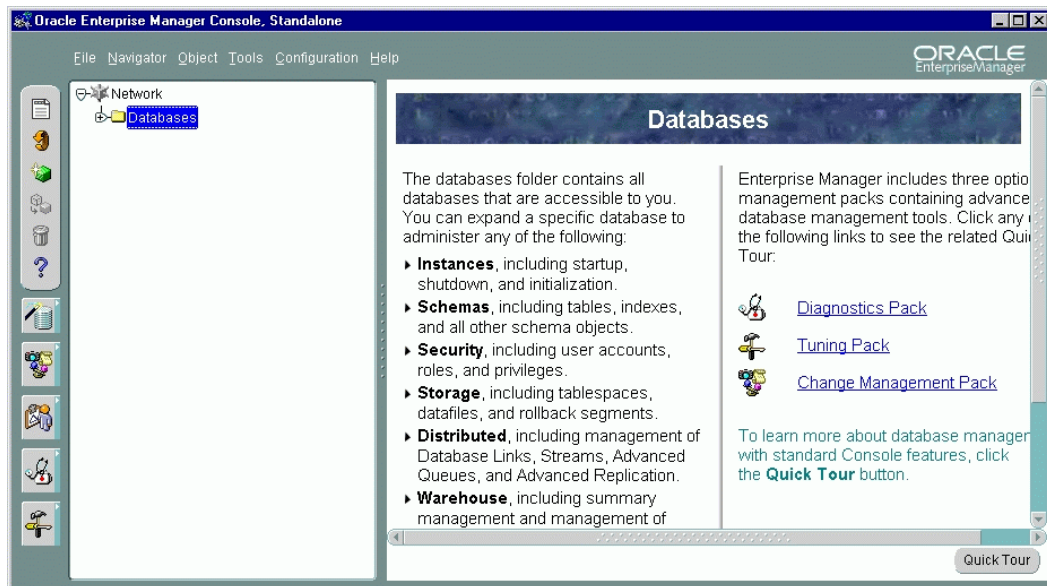 Oracle Enterprise Manager Console, Standalone
File Navigator Object Tools Configuration Help
ORACLE
EnterpriseManager
Network
Databases
Databases
The databases folder contains all
databases that are accessible to you.
You can expand a specific database to
administer any of the following:
Instances, including startup,
shutdown, and initialization.
Schemas, including tables, indexes,
and all other schema objects.
Security, including user accounts,
roles, and privileges.
Storage, including tablespaces,
datafiles, and rollback segments.
Distributed, including management of
Database Links, Streams, Advanced
Queues, and Advanced Replication.
Warehouse, including summary
management and management of
Enterprise Manager includes three optio
management packs containing advance
database management tools. Click any
the following links to see the related Qui
Tour:
Diagnostics Pack
Tuning Pack
Change Management Pack
To learn more about database manager
with standard Console features, click
the Quick Tour button.
Quick Tour